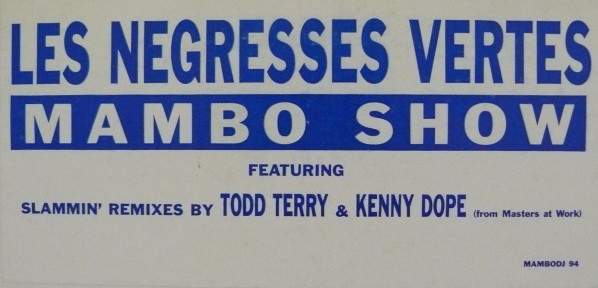 LES NEGRESSES VERTES
MAMBO SHOW
FEATURING
SLAMMIN' REMIXES BY TODD TERRY & KENNY DOPE (from Masters at Work)
MAMBODJ 94